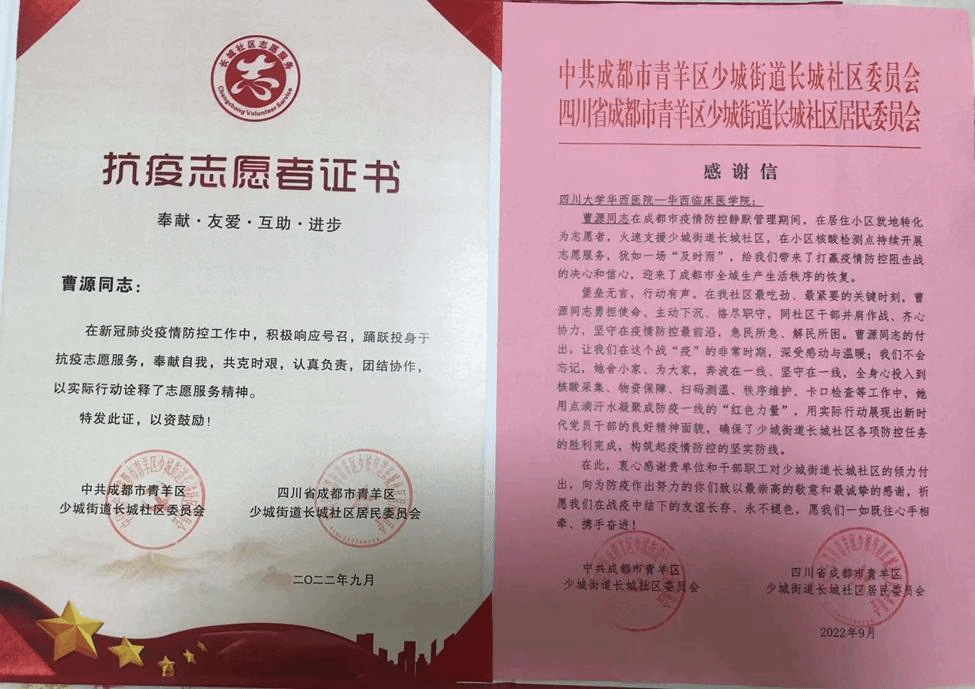 长城社区志愿服务
志
Changcheng Volunteer Service
抗疫志愿者证书
奉献·友爱·互助·进步
曹源同志：
在新冠肺炎疫情防控工作中，积极响应号召，踊跃投身于
抗疫志愿服务，奉献自我，共克时艰，认真负责，团结协作，
以实际行动诠释了志愿服务精神。
特发此证，以资鼓励！
中共成都市青羊区
少城街道长城社区委员会
四川省成都市青羊区
少城街道长城社区居民委员会
二〇二二年九月
中共成都市青羊区少城街道长城社区委员会
四川省成都市青羊区少城街道长城社区居民委员会
感谢信
四川大学华西医院—华西临床医学院：
曹源同志在成都市疫情防控静默管理期间，在居住小区就地转化
为志愿者，火速支援少城街道长城社区，在小区核酸检测点持续开展
志愿服务，犹如一场“及时雨”，给我们带来了打赢疫情防控阻击战
的决心和信心，迎来了成都市全域生产生活秩序的恢复。
堡垒无言，行动有声。在我社区最吃劲、最紧要的关键时刻，曹
源同志勇担使命、主动下沉、恪尽职守，同社区干部并肩作战、齐心
协力，坚守在疫情防控最前沿，急民所急、解民所困。曹源同志的付
出，让我们在这个战“疫”的非常时期，深受感动与温暖；我们不会
忘记，她舍小家、为大家，奔波在一线、坚守在一线，全身心投入到
核酸采集、物资保障、扫码测温、秩序维护、卡口检查等工作中，她
用点滴汗水凝聚成防疫一线的“红色力量”，用实际行动展现出新时
代党员干部的良好精神面貌，确保了少城街道长城社区各项防控任务
的胜利完成，构筑起疫情防控的坚实防线。
在此，衷心感谢贵单位和干部职工对少城街道长城社区的倾力付
出，向为防疫作出努力的你们致以最崇高的敬意和最诚挚的感谢，祈
愿我们在战疫中结下的友谊长存、永不褪色，愿我们一如既往心手相
牵、携手奋进！
中共成都市青羊区
少城街道长城社区委员会
四川省成都市青羊区
少城街道长城社区居民委员会
2022年9月